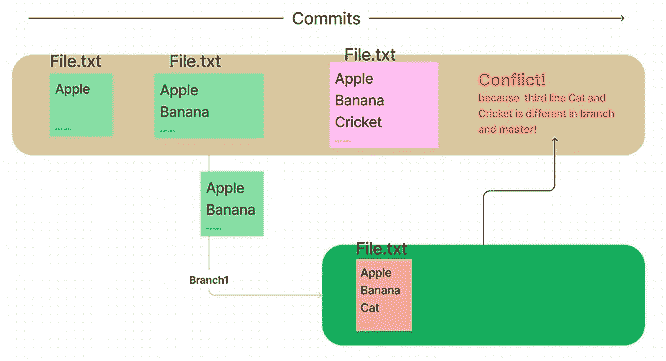 Commits
File.txt
File.txt
File.txt
Apple
Apple
Banana
Apple
Banana
Cricket
Conflict!
because third line Cat and
Cricket is different in branch
and master!
Apple
Banana
Branch1
File.txt
Apple
Banana
Cat